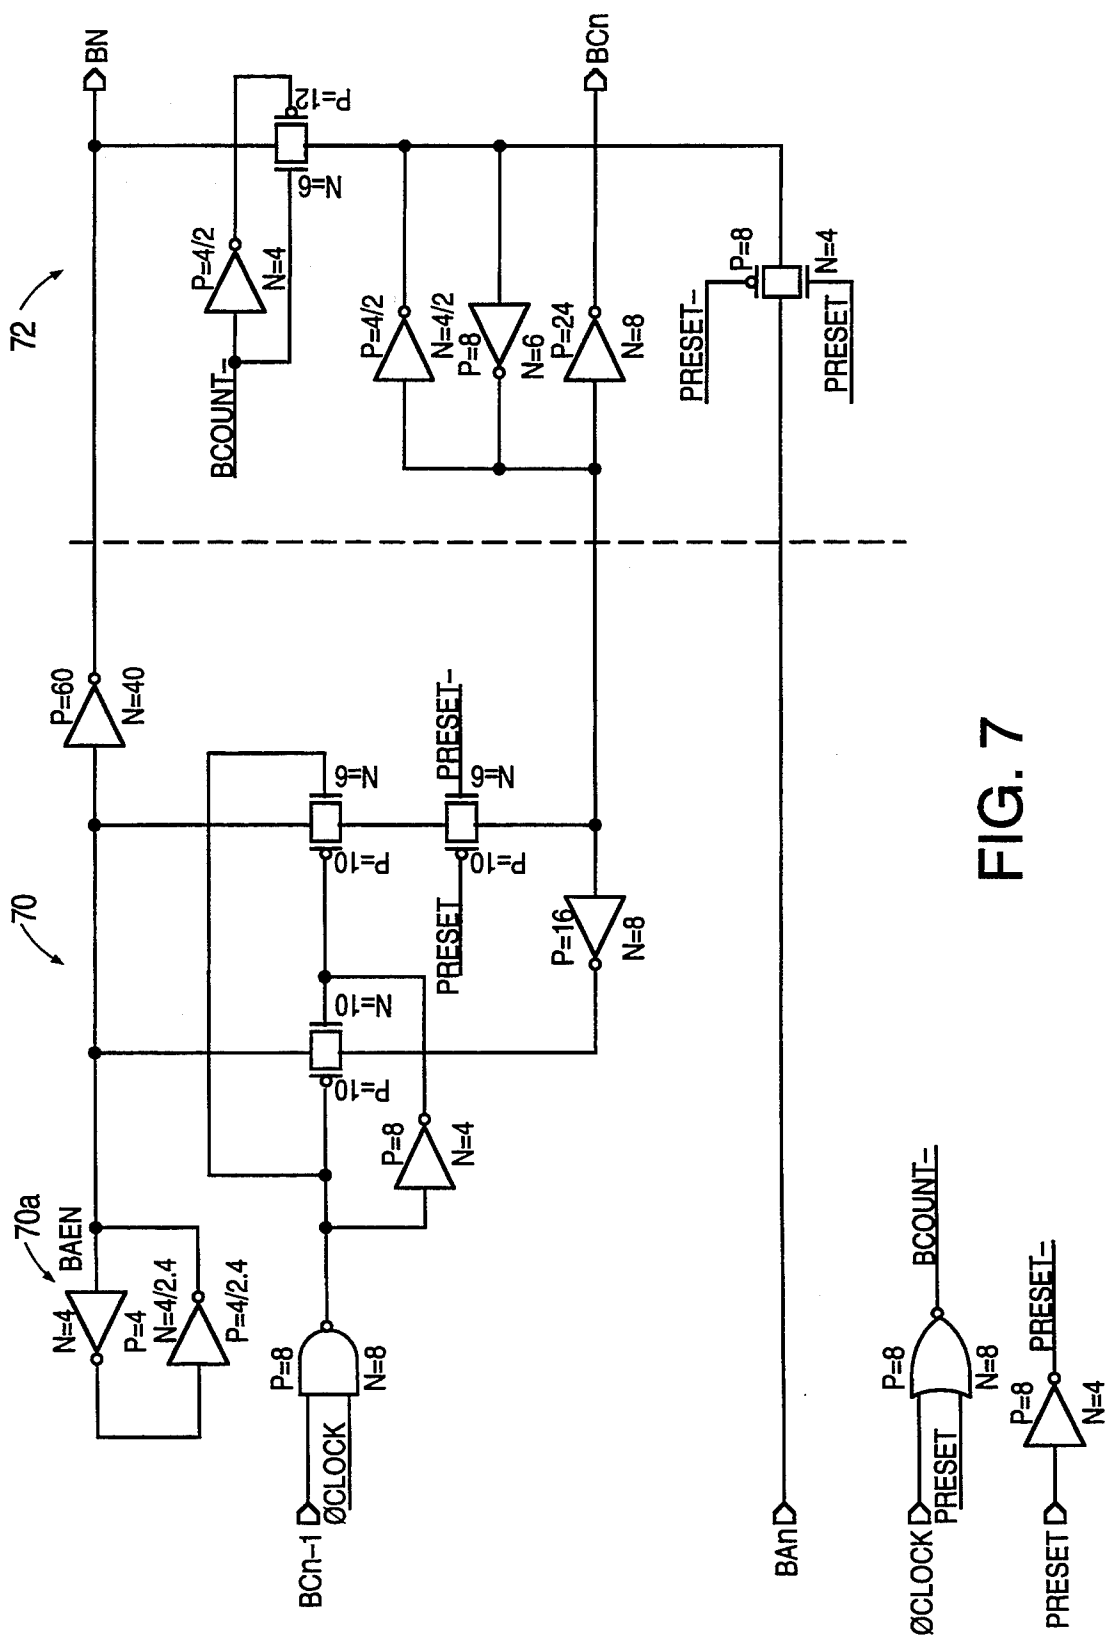 72
BN
BCOUNT–
P=4/2
N=4
N=6
P=12
P=4/2
N=4/2
P=8
N=6
P=24
N=8
BCn
PRESET–
P=8
N=4
PRESET
70
P=60
N=40
N=6
P=10
PRESET–
N=6
P=10
PRESET
N=10
P=10
P=16
N=8
P=8
N=4
70a
BAEN
N=4
P=4
N=4/2.4
P=4/2.4
P=8
N=8
BCn–1
ØCLOCK
BAn
ØCLOCK
PRESET
P=8
N=8
BCOUNT–
PRESET
P=8
N=4
PRESET–
FIG. 7